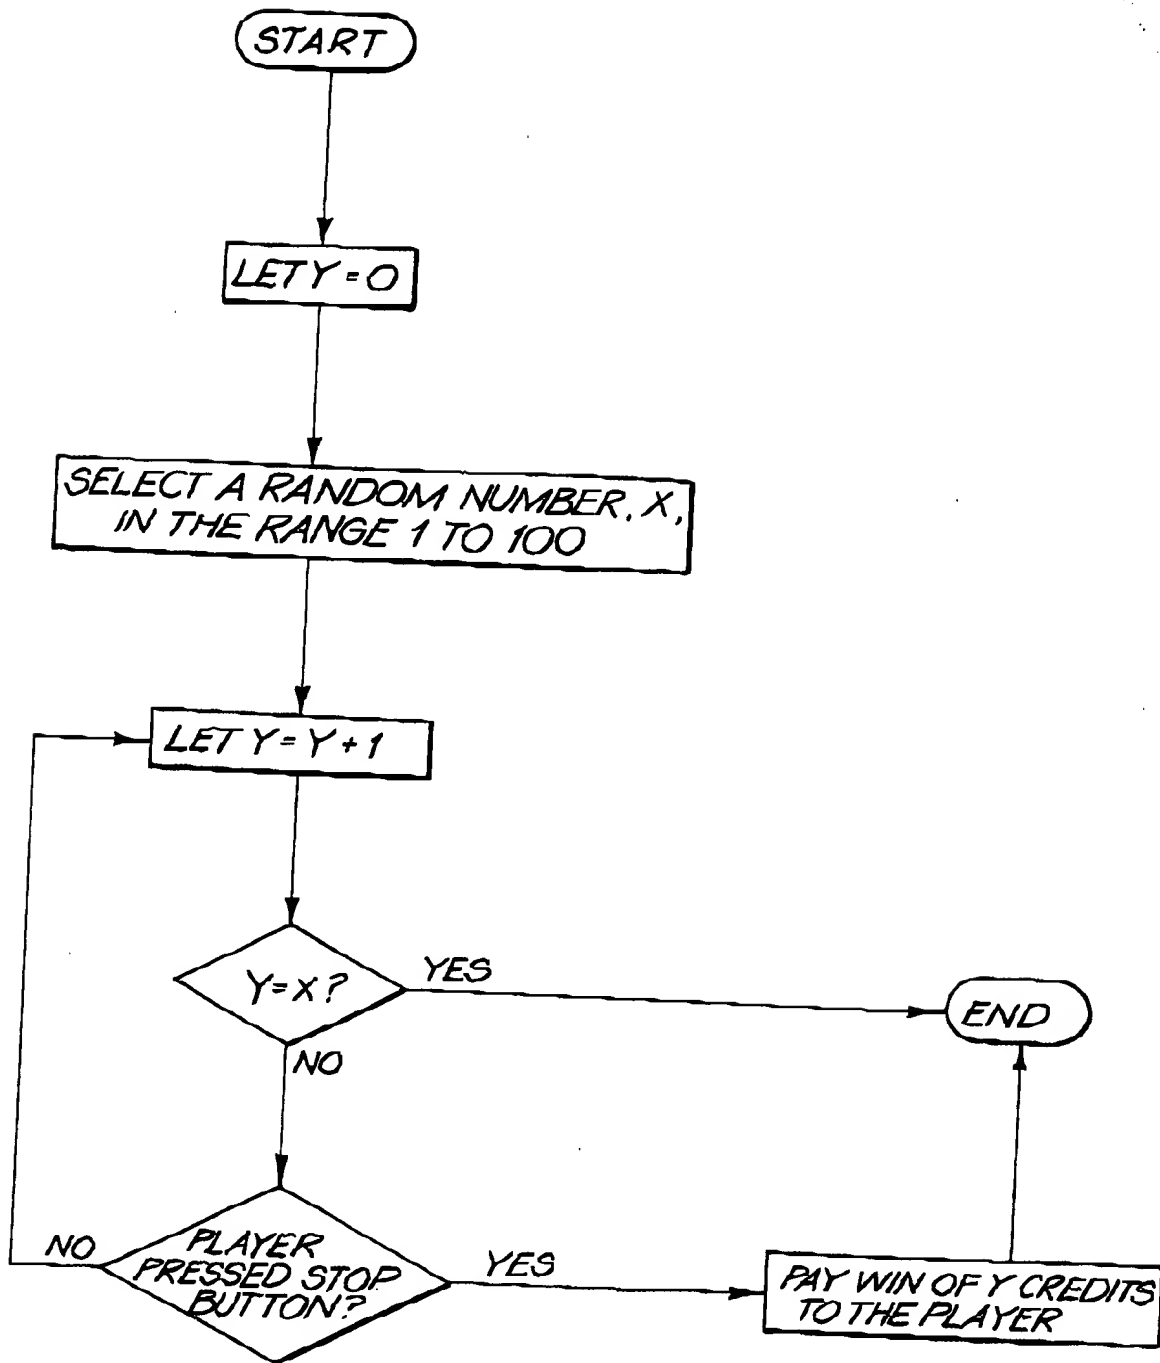 START
LET Y = 0
SELECT A RANDOM NUMBER, X,
IN THE RANGE 1 TO 100
LET Y = Y + 1
Y = X ?
YES
END
NO
PLAYER
PRESSED STOP
BUTTON?
NO
YES
PAY WIN OF Y CREDITS
TO THE PLAYER